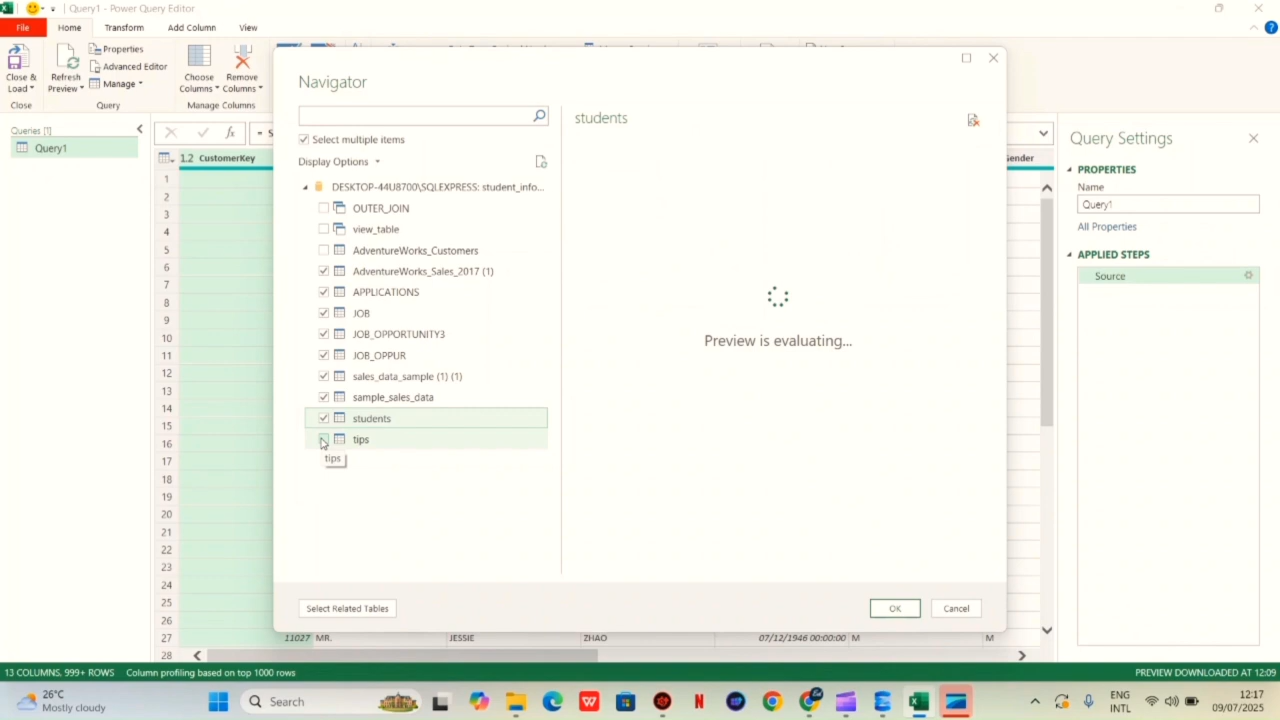 Query1 - Power Query Editor
File Home Transform Add Column View
Close & Load
Close
Refresh Preview
Properties
Advanced Editor
Manage
Query
Choose Columns
Remove Columns
Manage Columns
Queries [1]
Query1
1.2 CustomerKey
Gender
1
2
3
4
5
6
7
8
9
10
11
12
13
14
15
16
17
18
19
20
21
22
23
24
25
26
27
28
11027 MR. JESSIE ZHAO 07/12/1946 00:00:00 M M
Navigator
Select multiple items
Display Options
DESKTOP-44U8700\SQLEXPRESS: student_info...
OUTER_JOIN
view_table
AdventureWorks_Customers
AdventureWorks_Sales_2017 (1)
APPLICATIONS
JOB
JOB_OPPORTUNITY3
JOB_OPPUR
sales_data_sample (1) (1)
sample_sales_data
students
tips
tips
students
Preview is evaluating...
Select Related Tables
OK
Cancel
Query Settings
PROPERTIES
Name
Query1
All Properties
APPLIED STEPS
Source
13 COLUMNS, 999+ ROWS Column profiling based on top 1000 rows
PREVIEW DOWNLOADED AT 12:09
26°C
Mostly cloudy
Search
ENG
INTL
12:17
09/07/2025